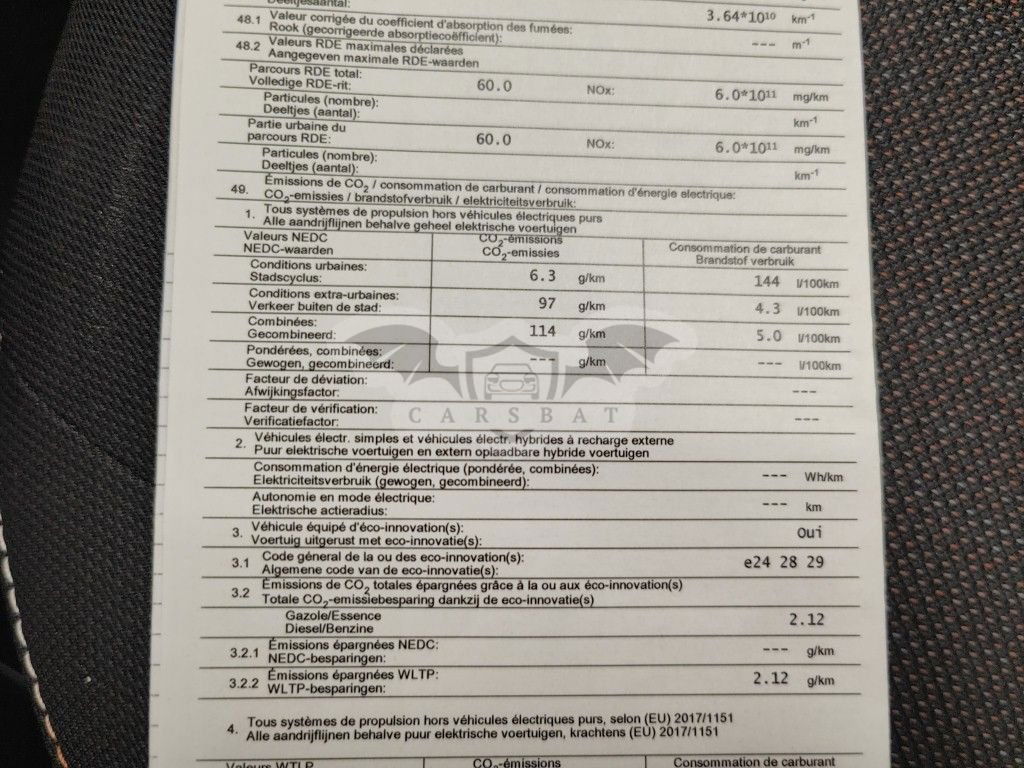 Deeltjesaantal:
48.1 Valeur corrigée du coefficient d'absorption des fumées: 3.64*10¹⁰ km⁻¹
Rook (gecorrigeerde absorptiecoëfficient):
48.2 Valeurs RDE maximales déclarées --- m⁻¹
Aangegeven maximale RDE-waarden
Parcours RDE total:
Volledige RDE-rit: 60.0 NOx: 6.0*10¹¹ mg/km
Particules (nombre):
Deeltjes (aantal): km⁻¹
Partie urbaine du
parcours RDE: 60.0 NOx: 6.0*10¹¹ mg/km
Particules (nombre):
Deeltjes (aantal): km⁻¹
49. Émissions de CO₂ / consommation de carburant / consommation d'énergie electrique:
CO₂-emissies / brandstofverbruik / elektriciteitsverbruik:
1. Tous systèmes de propulsion hors véhicules électriques purs
Alle aandrijflijnen behalve geheel elektrische voertuigen
Valeurs NEDC CO₂-émissions Consommation de carburant
NEDC-waarden CO₂-emissies Brandstof verbruik
Conditions urbaines:
Stadscyclus: 6.3 g/km 144 l/100km
Conditions extra-urbaines:
Verkeer buiten de stad: 97 g/km 4.3 l/100km
Combinées:
Gecombineerd: 114 g/km 5.0 l/100km
Pondérées, combinées:
Gewogen, gecombineerd: --- g/km --- l/100km
Facteur de déviation:
Afwijkingsfactor: ---
CARSBAT
Facteur de vérification:
Verificatiefactor: ---
2. Véhicules électr. simples et véhicules électr. hybrides à recharge externe
Puur elektrische voertuigen en extern oplaadbare hybride voertuigen
Consommation d'énergie électrique (pondérée, combinées):
Elektriciteitsverbruik (gewogen, gecombineerd): --- Wh/km
Autonomie en mode électrique:
Elektrische actieradius: --- km
3. Véhicule équipé d'éco-innovation(s): Oui
Voertuig uitgerust met eco-innovatie(s):
3.1 Code géneral de la ou des eco-innovation(s): e24 28 29
Algemene code van de eco-innovatie(s):
3.2 Émissions de CO₂ totales épargnées grâce à la ou aux éco-innovation(s)
Totale CO₂-emissiebesparing dankzij de eco-innovatie(s)
Gazole/Essence 2.12
Diesel/Benzine
3.2.1 Émissions épargnées NEDC: --- g/km
NEDC-besparingen:
3.2.2 Émissions épargnées WLTP: 2.12 g/km
WLTP-besparingen:
4. Tous systèmes de propulsion hors véhicules électriques purs, selon (EU) 2017/1151
Alle aandrijflijnen behalve puur elektrische voertuigen, krachtens (EU) 2017/1151
Valeurs WTLP CO₂-émissions Consommation de carburant